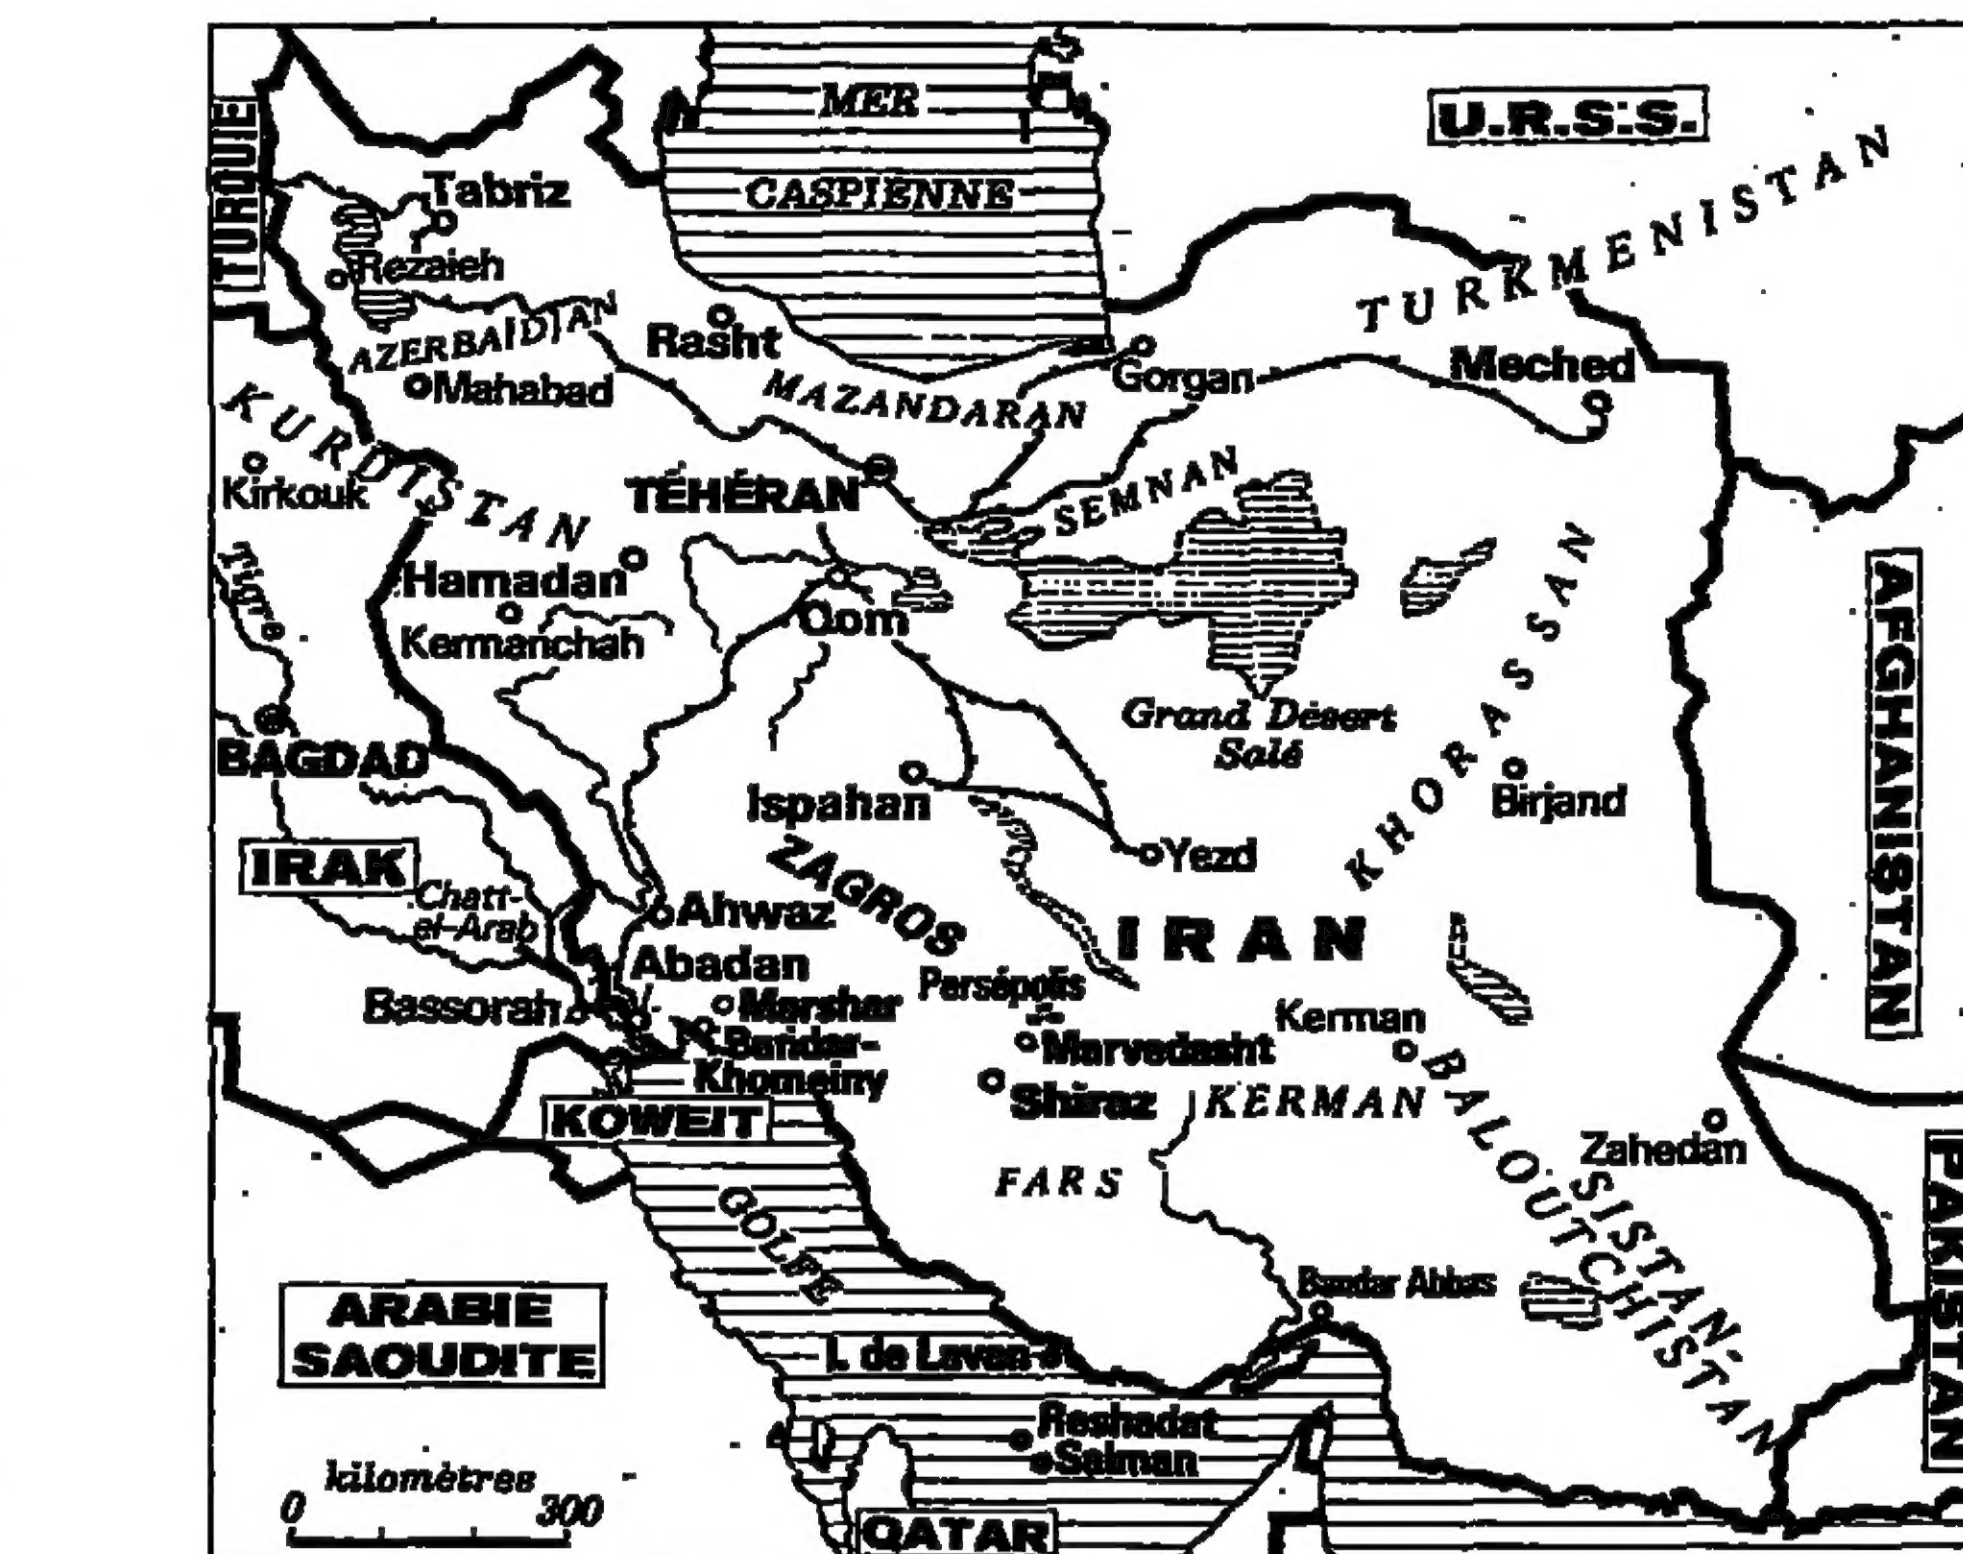 MER
U.R.S.S.
TURQUIE
CASPIENNE
TURKMENISTAN
Tabriz
Rezaieh
AZERBAIDJAN
Rasht
Mahabad
MAZANDARAN
Gorgan
Meched
KURDISTAN
Kirkouk
TÉHÉRAN
SEMNAN
Tigre
Hamadan
Kermanchah
Qom
KHORASSAN
AFGHANISTAN
Grand Désert
Salé
BAGDAD
Ispahan
Birjand
Yezd
IRAK
ZAGROS
Chatt-
el-Arab
Ahwaz
IRAN
Abadan
Persépolis
Bassorah
Marshar
Kerman
Bandar-
Khomeiny
Marvedasht
Shiraz
KERMAN
KOWEIT
BALOUTCHISTAN
SISTAN-
Zahedan
PAKISTAN
FARS
GOLFE
Bandar Abbas
ARABIE
SAOUDITE
I. de Lavan
Reshadat
Salman
kilomètres
0 300
QATAR